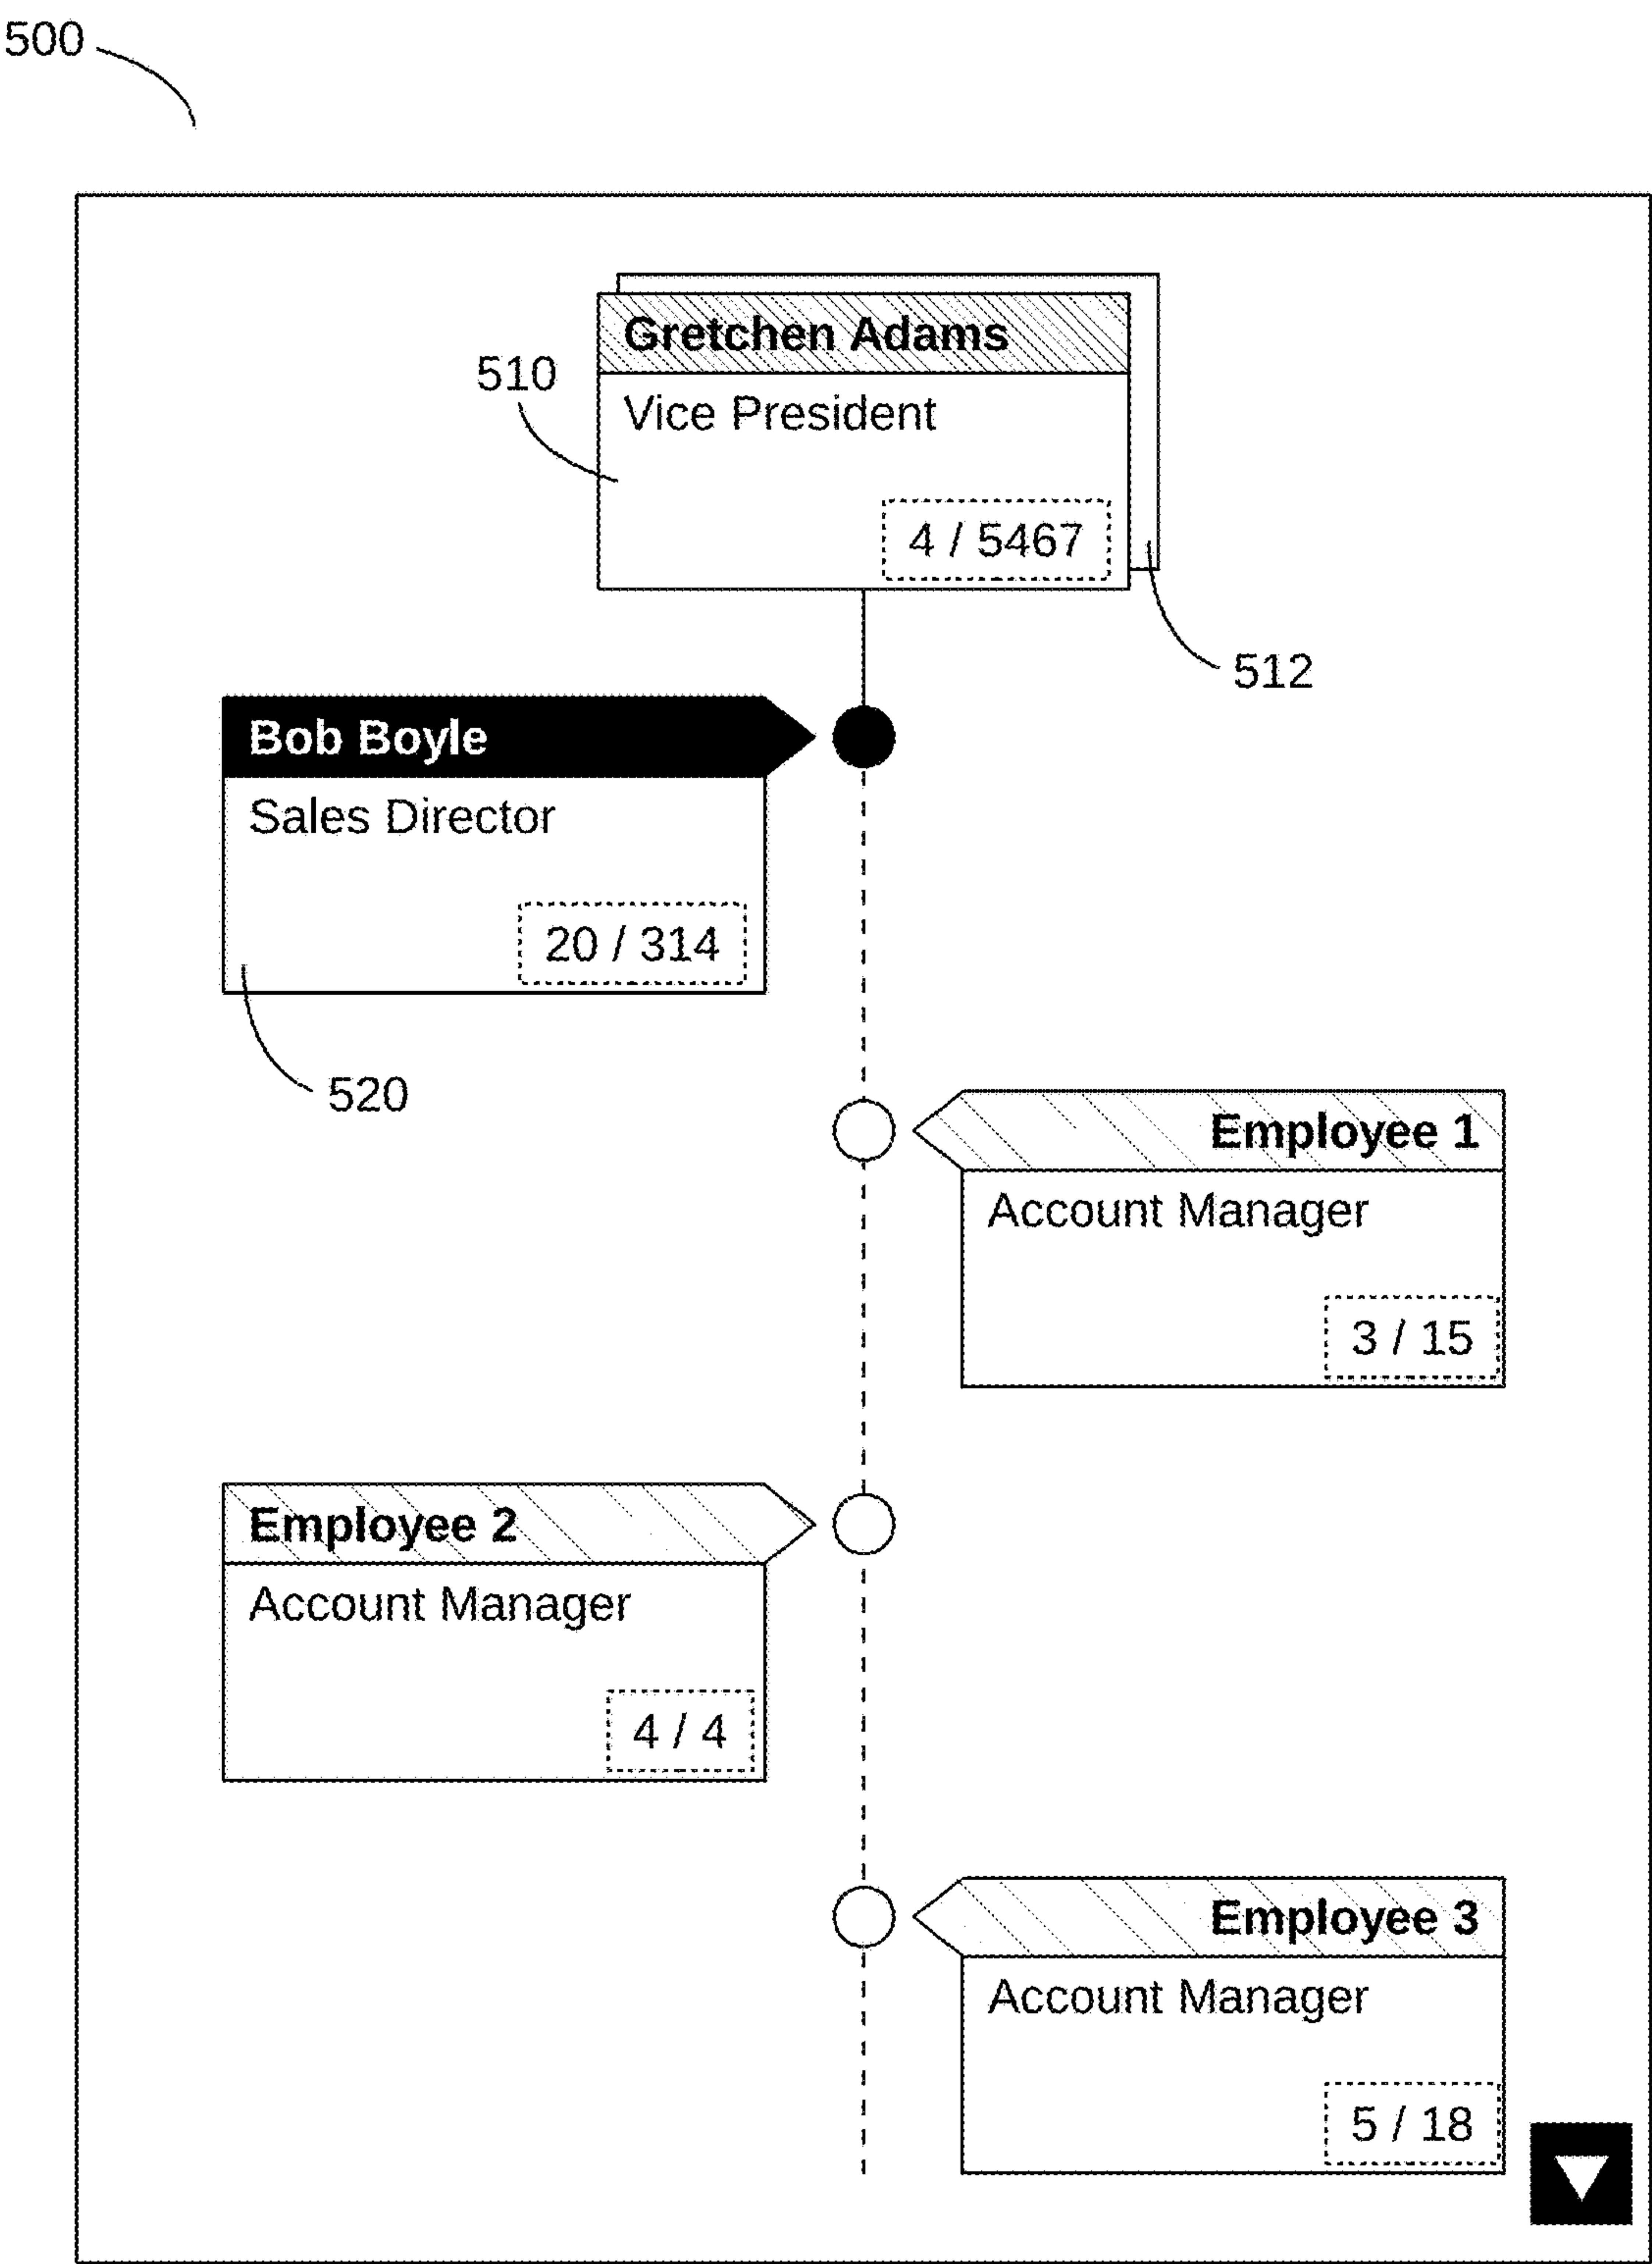 500
Gretchen Adams
510
Vice President
4 / 5467
512
Bob Boyle
Sales Director
20 / 314
520
Employee 1
Account Manager
3 / 15
Employee 2
Account Manager
4 / 4
Employee 3
Account Manager
5 / 18